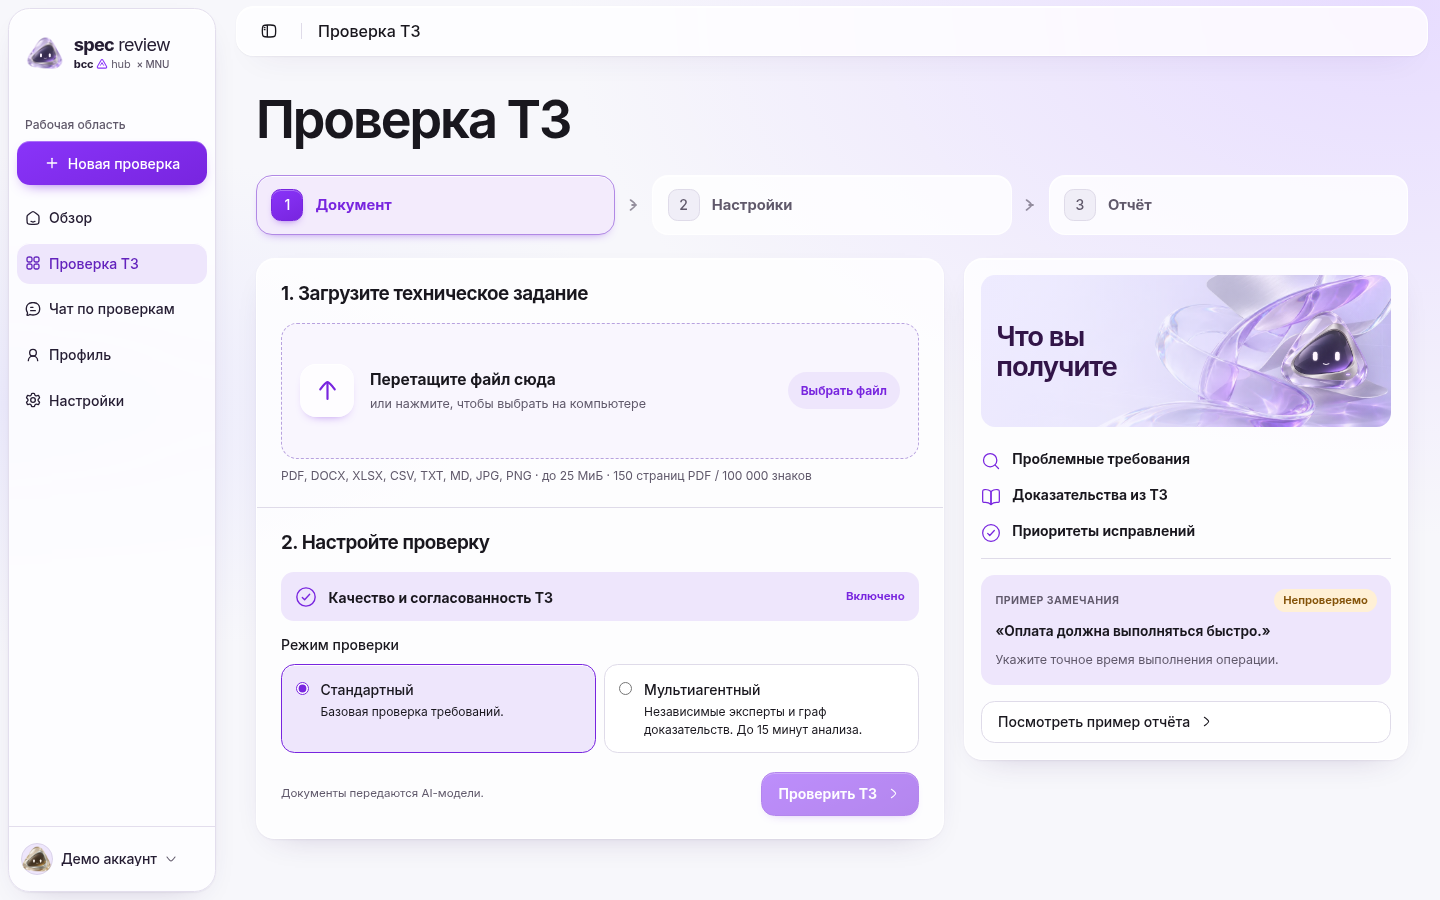 spec review
bcc hub × MNU
Рабочая область
Новая проверка
Обзор
Проверка ТЗ
Чат по проверкам
Профиль
Настройки
Демо аккаунт
Проверка ТЗ
Проверка ТЗ
1 Документ
2 Настройки
3 Отчёт
1. Загрузите техническое задание
Перетащите файл сюда
или нажмите, чтобы выбрать на компьютере
Выбрать файл
PDF, DOCX, XLSX, CSV, TXT, MD, JPG, PNG · до 25 МиБ · 150 страниц PDF / 100 000 знаков
2. Настройте проверку
Качество и согласованность ТЗ
Включено
Режим проверки
Стандартный
Базовая проверка требований.
Мультиагентный
Независимые эксперты и граф
доказательств. До 15 минут анализа.
Документы передаются AI-модели.
Проверить ТЗ
Что вы
получите
Проблемные требования
Доказательства из ТЗ
Приоритеты исправлений
ПРИМЕР ЗАМЕЧАНИЯ
Непроверяемо
«Оплата должна выполняться быстро.»
Укажите точное время выполнения операции.
Посмотреть пример отчёта